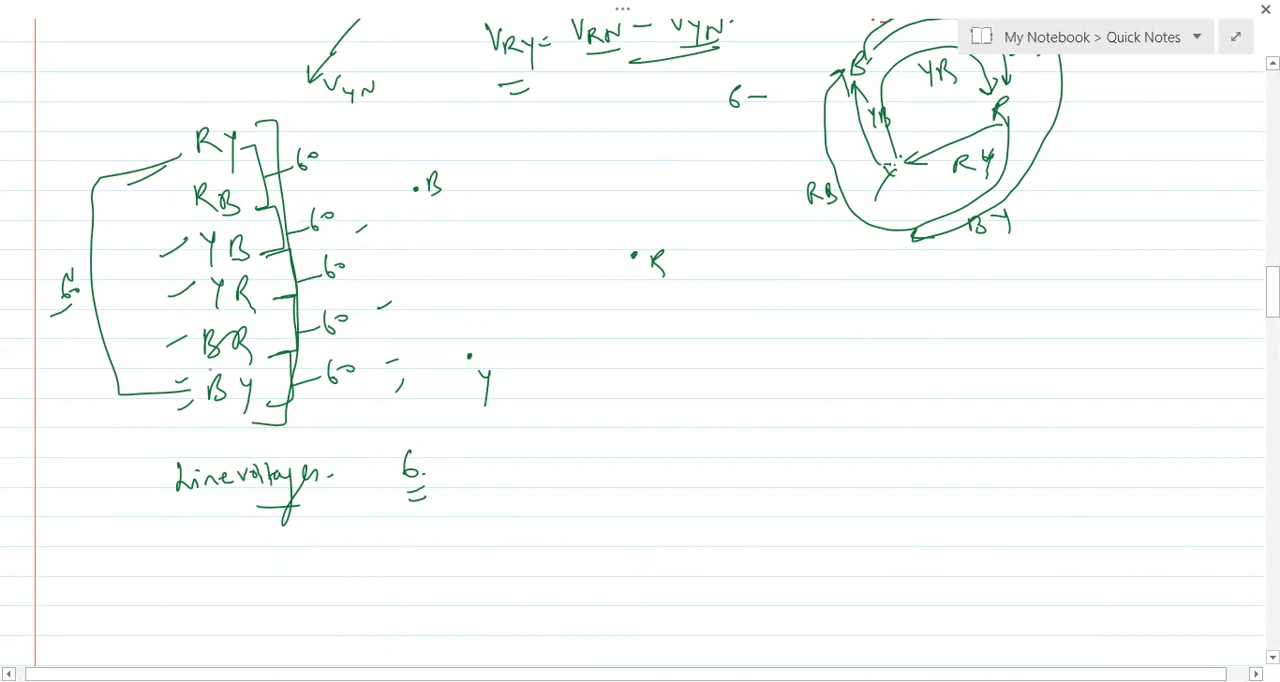 My Notebook > Quick Notes
VRY = VRN - VYN.
VYN
6 -
B
YB
R
YB
RY
RB
BY
RY
60
RB
.B
60
YB
.R
60
YR
60
BR
60
BY
.Y
60
Line voltages.
6.